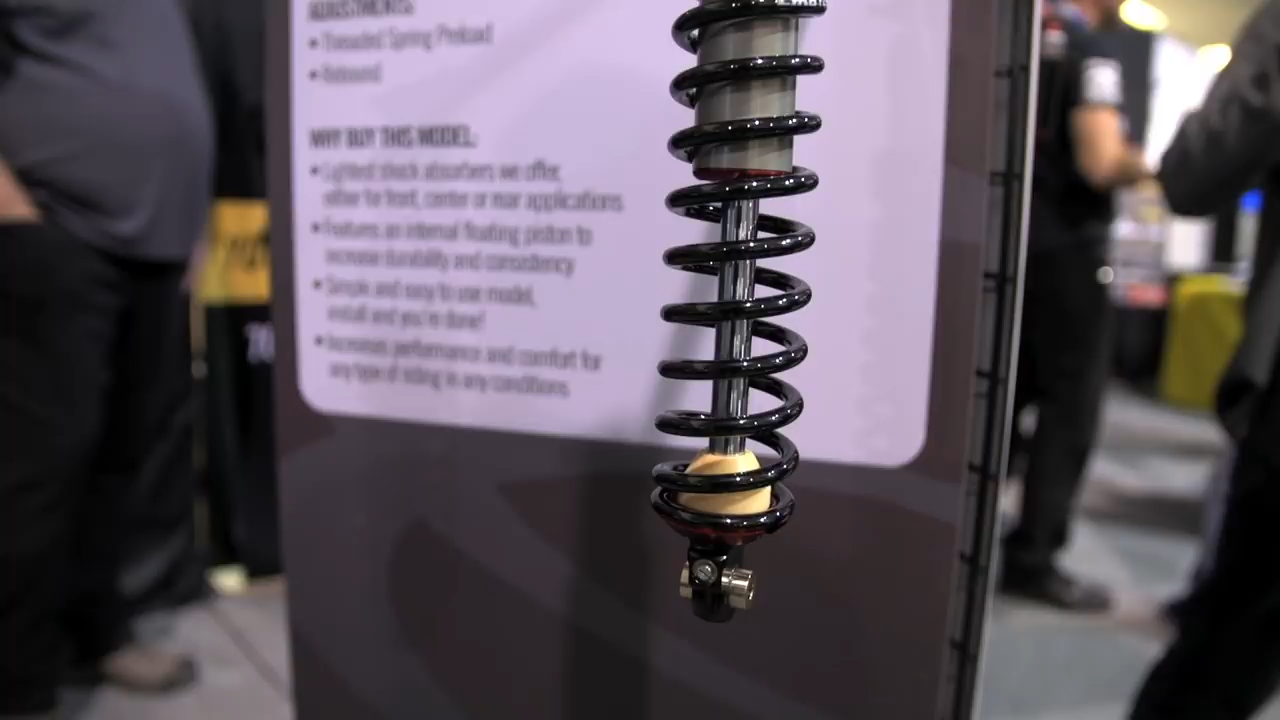 ADJUSTMENTS:
• Threaded Spring Preload
• Rebound
WHY BUY THIS MODEL:
• Lightest shock absorbers we offer,
either for front, center or rear applications
• Features an internal floating piston to
increase durability and consistency
• Simple and easy to use model,
install and you're done!
• Increases performance and comfort for
any type of riding in any conditions